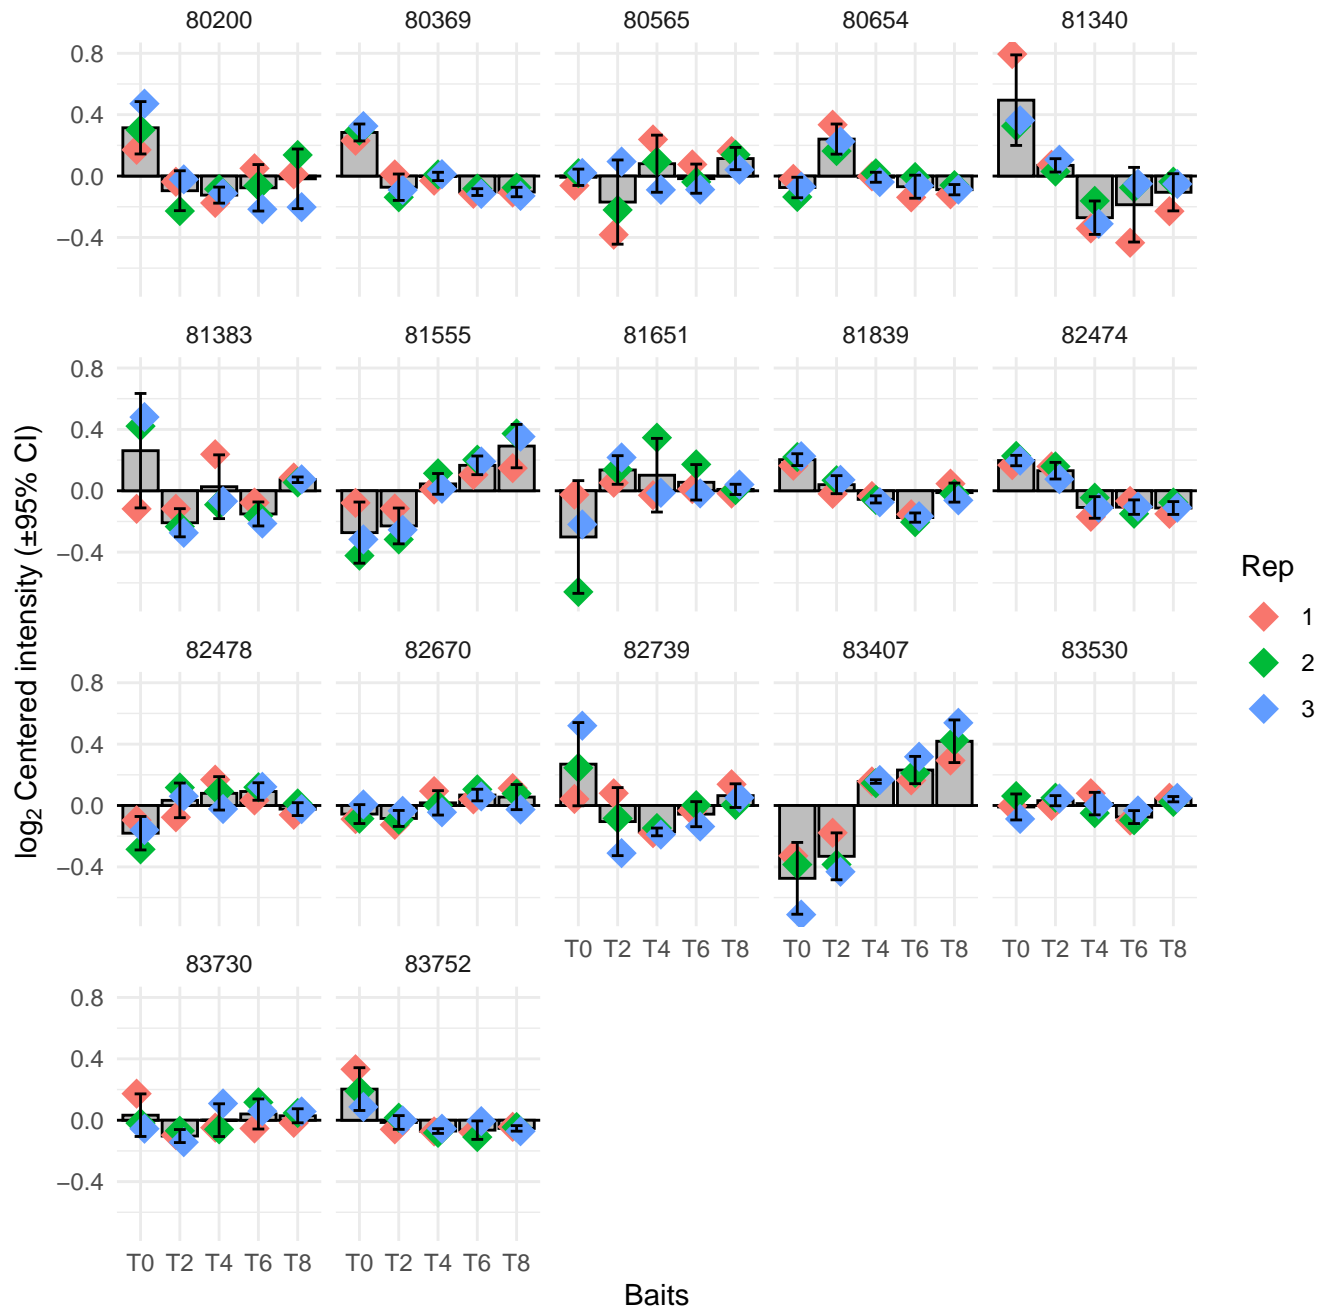 80200 80369 80565 80654 81340
0.8
0.4
0.0
−0.4
81383 81555 81651 81839 82474
0.8
0.4
0.0
−0.4
82478 82670 82739 83407 83530
0.8
0.4
0.0
−0.4
T0 T2 T4 T6 T8 T0 T2 T4 T6 T8 T0 T2 T4 T6 T8
83730 83752
0.8
0.4
0.0
−0.4
T0 T2 T4 T6 T8 T0 T2 T4 T6 T8
Baits
log₂ Centered intensity (±95% CI)
Rep
1
2
3